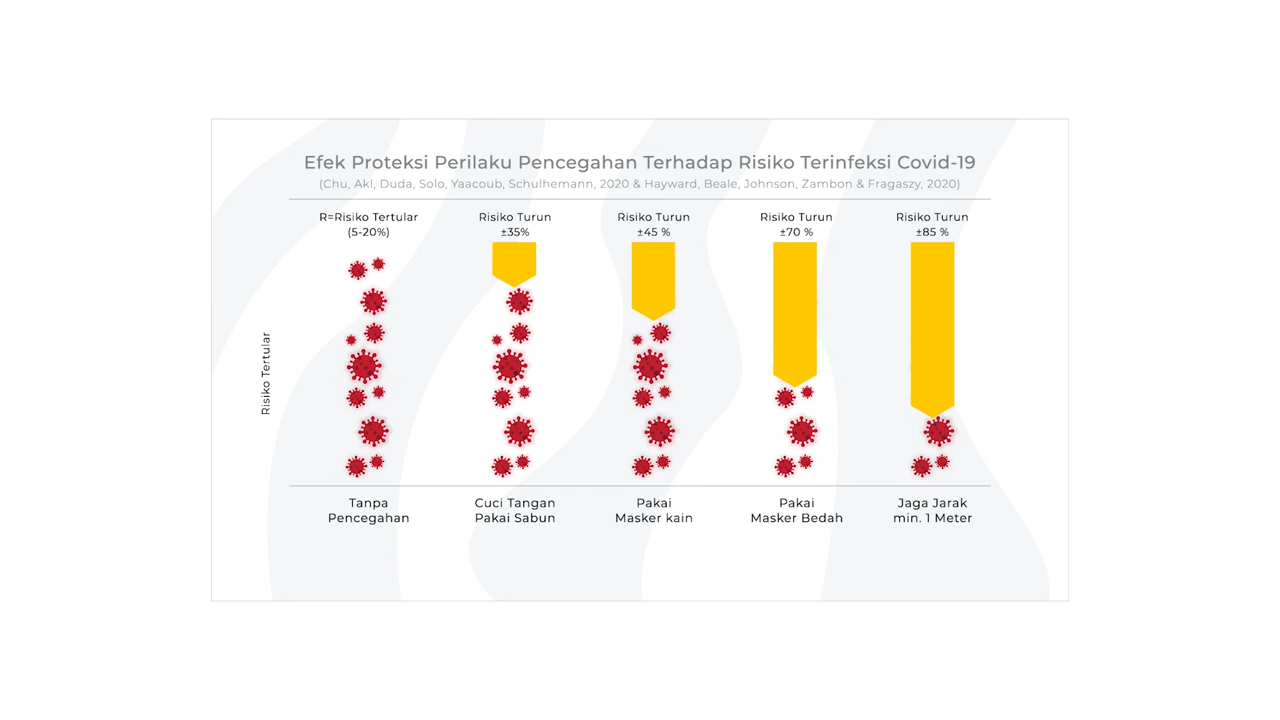 Efek Proteksi Perilaku Pencegahan Terhadap Risiko Terinfeksi Covid-19
(Chu, Akl, Duda, Solo, Yaacoub, Schulhemann, 2020 & Hayward, Beale, Johnson, Zambon & Fragaszy, 2020)
R=Risiko Tertular
(5-20%)
Risiko Turun
±35%
Risiko Turun
±45 %
Risiko Turun
±70 %
Risiko Turun
±85 %
Risiko Tertular
Tanpa
Pencegahan
Cuci Tangan
Pakai Sabun
Pakai
Masker kain
Pakai
Masker Bedah
Jaga Jarak
min. 1 Meter